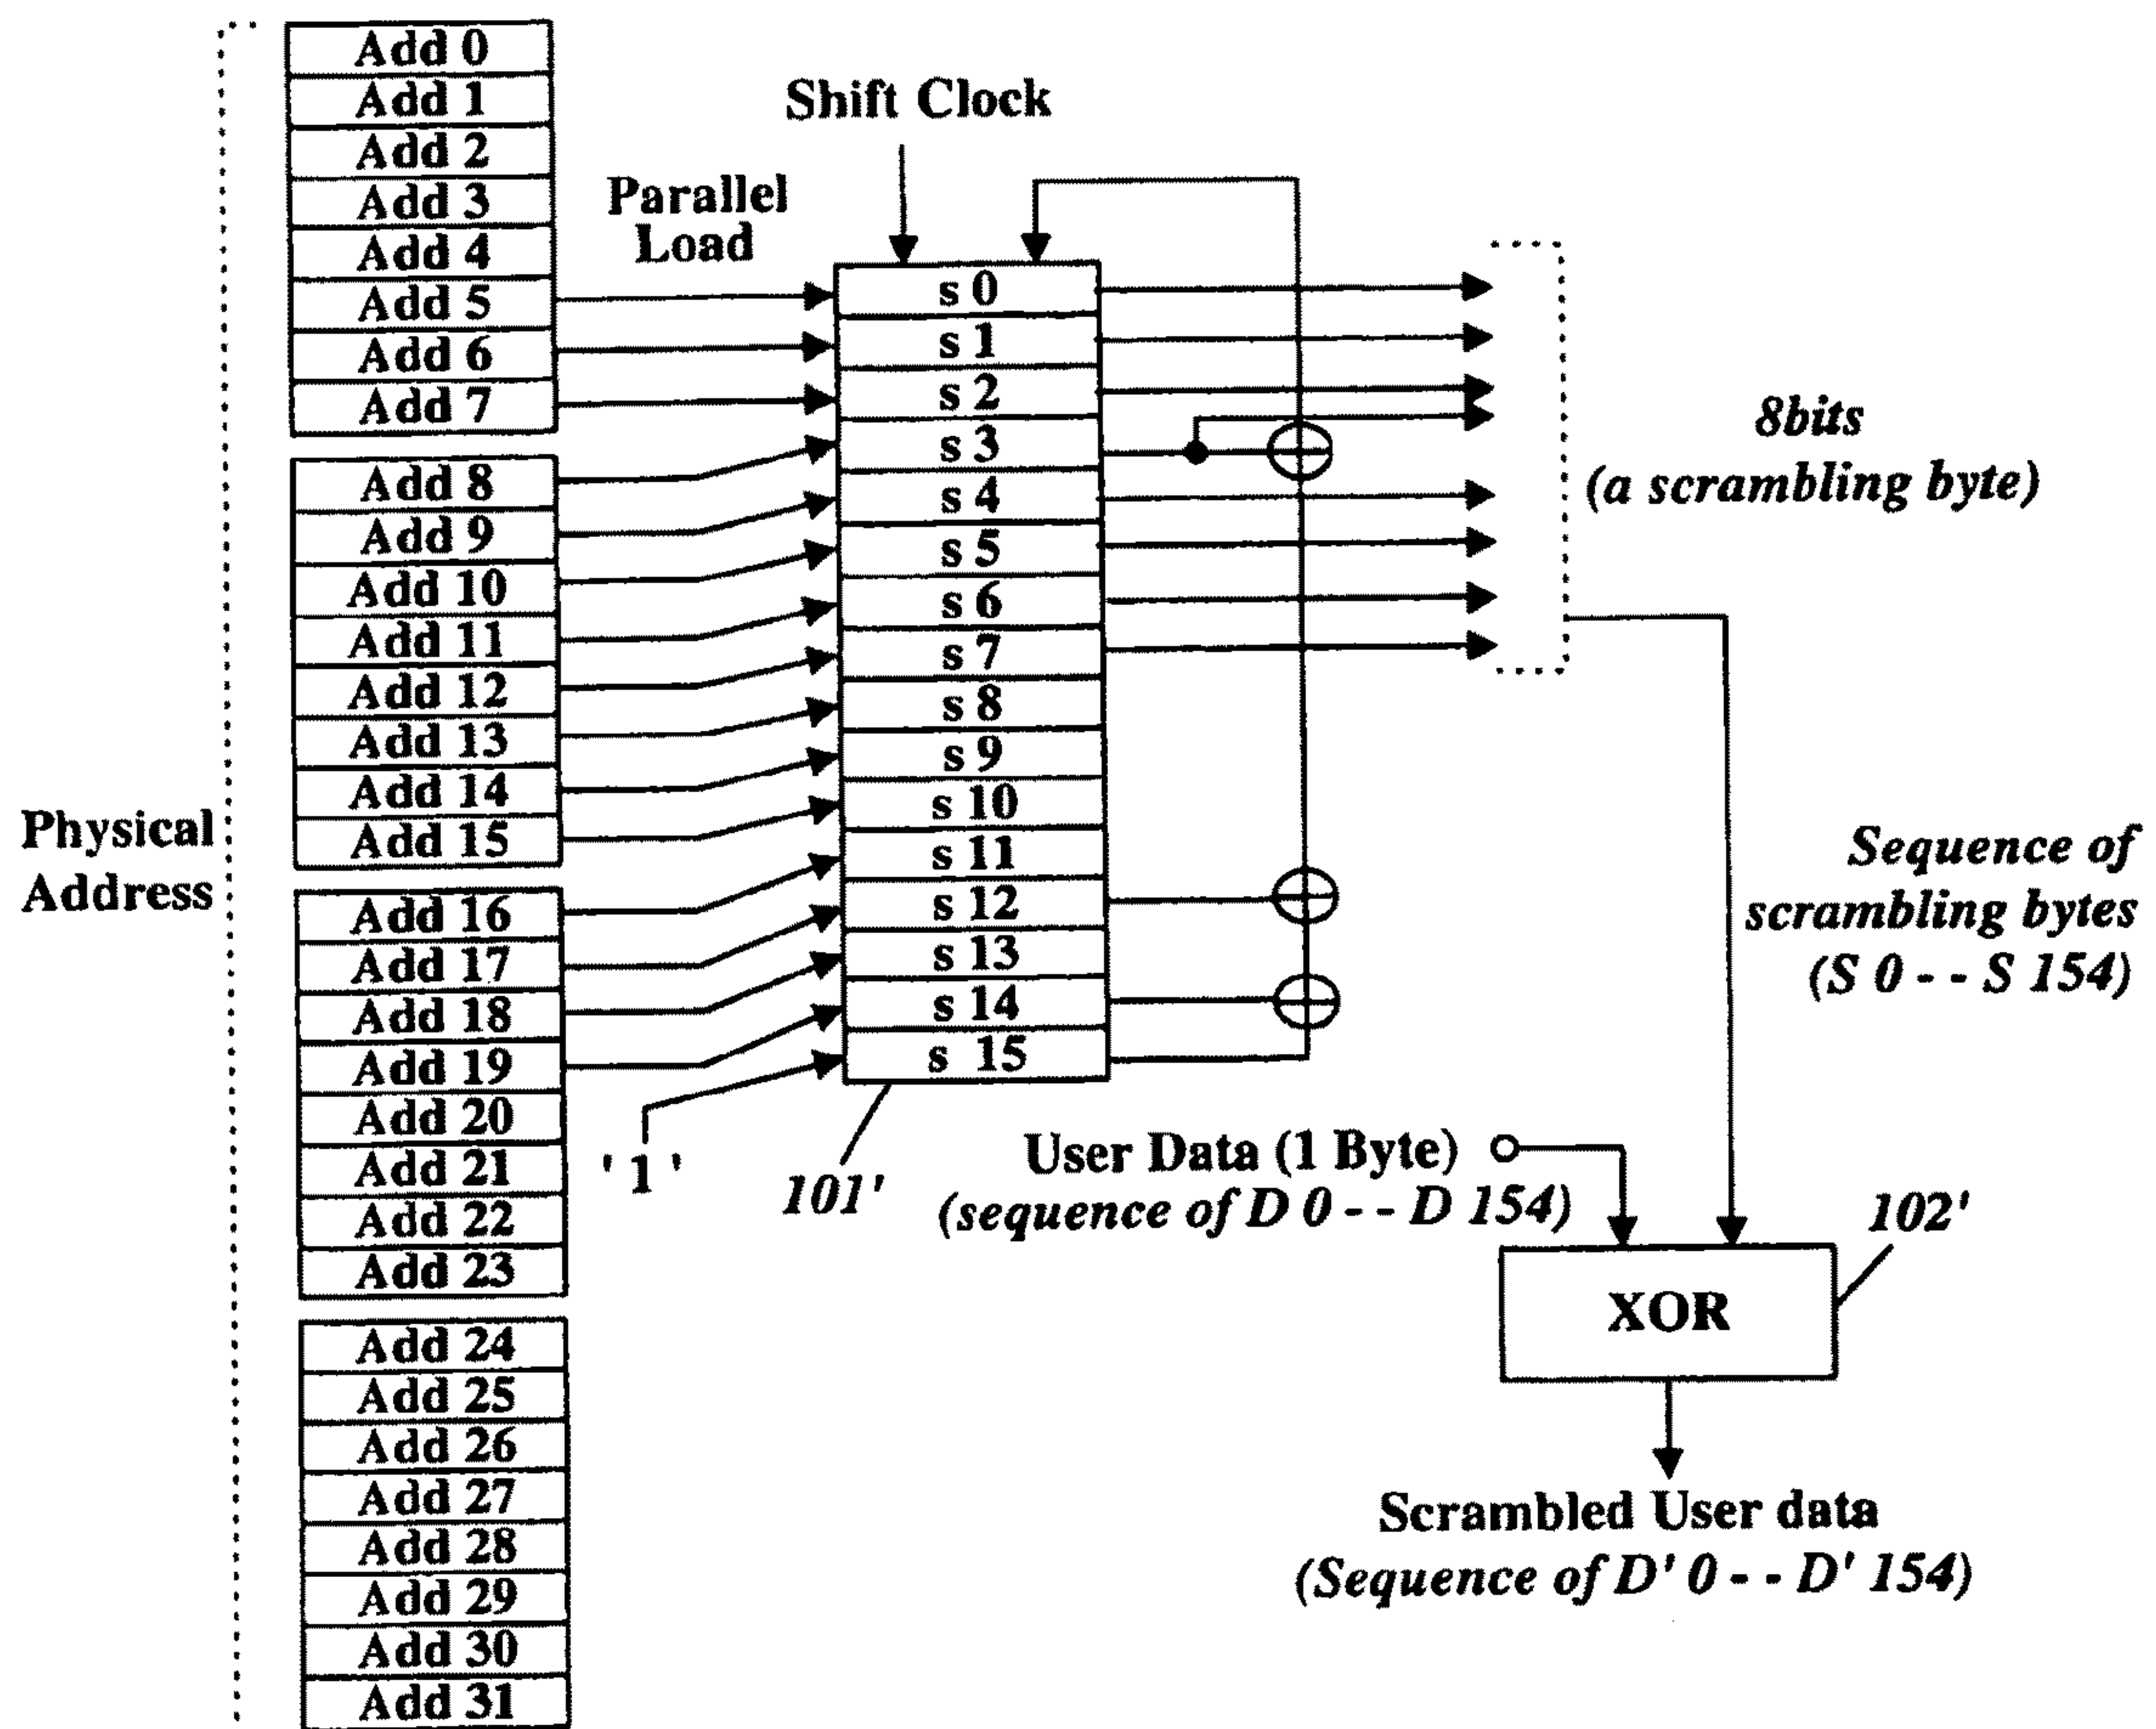 Add 0
Add 1
Add 2
Add 3
Add 4
Add 5
Add 6
Add 7
Add 8
Add 9
Add 10
Add 11
Add 12
Add 13
Add 14
Add 15
Add 16
Add 17
Add 18
Add 19
Add 20
Add 21
Add 22
Add 23
Add 24
Add 25
Add 26
Add 27
Add 28
Add 29
Add 30
Add 31
Physical
Address
Parallel
Load
Shift Clock
s 0
s 1
s 2
s 3
s 4
s 5
s 6
s 7
s 8
s 9
s 10
s 11
s 12
s 13
s 14
s 15
' 1 '
101'
8bits
(a scrambling byte)
Sequence of
scrambling bytes
(S 0 - - S 154)
User Data (1 Byte)
(sequence of D 0 - - D 154)
102'
XOR
Scrambled User data
(Sequence of D' 0 - - D' 154)